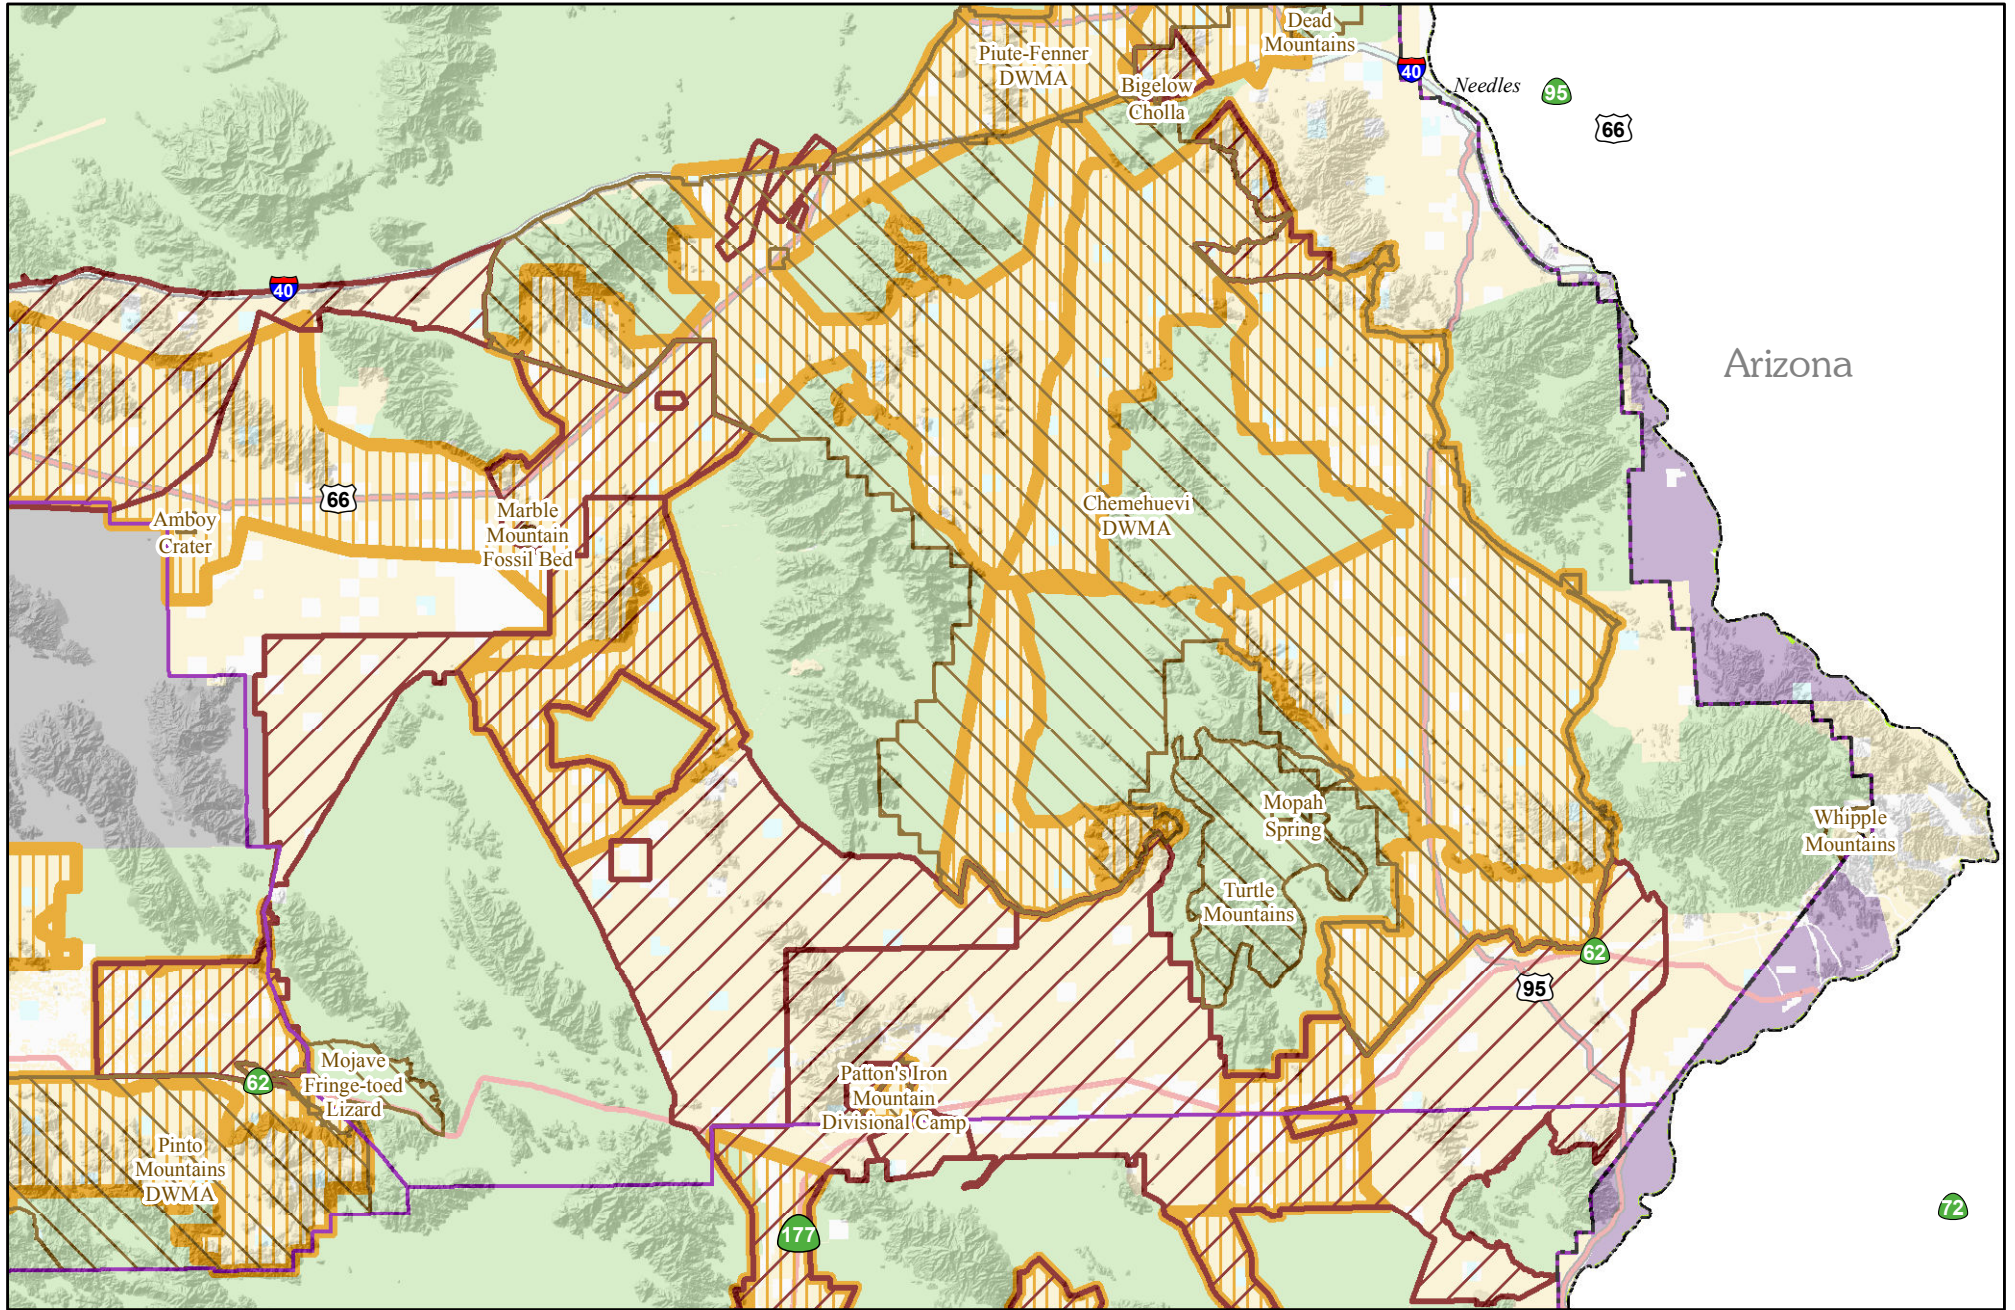 Dead
Mountains
Piute-Fenner
DWMA
Bigelow
Cholla
40
Needles
95
66
40
Arizona
66
Amboy
Crater
Marble
Mountain
Fossil Bed
Chemehuevi
DWMA
Mopah
Spring
Whipple
Mountains
Turtle
Mountains
62
95
Mojave
Fringe-toed
Lizard
62
Patton's Iron
Mountain
Divisional Camp
Pinto
Mountains
DWMA
177
72